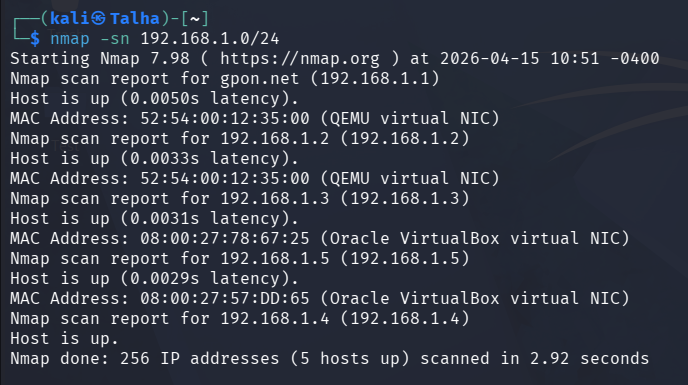 ┌──(kali㉿Talha)-[~]
└─$ nmap -sn 192.168.1.0/24
Starting Nmap 7.98 ( https://nmap.org ) at 2026-04-15 10:51 -0400
Nmap scan report for gpon.net (192.168.1.1)
Host is up (0.0050s latency).
MAC Address: 52:54:00:12:35:00 (QEMU virtual NIC)
Nmap scan report for 192.168.1.2 (192.168.1.2)
Host is up (0.0033s latency).
MAC Address: 52:54:00:12:35:00 (QEMU virtual NIC)
Nmap scan report for 192.168.1.3 (192.168.1.3)
Host is up (0.0031s latency).
MAC Address: 08:00:27:78:67:25 (Oracle VirtualBox virtual NIC)
Nmap scan report for 192.168.1.5 (192.168.1.5)
Host is up (0.0029s latency).
MAC Address: 08:00:27:57:DD:65 (Oracle VirtualBox virtual NIC)
Nmap scan report for 192.168.1.4 (192.168.1.4)
Host is up.
Nmap done: 256 IP addresses (5 hosts up) scanned in 2.92 seconds